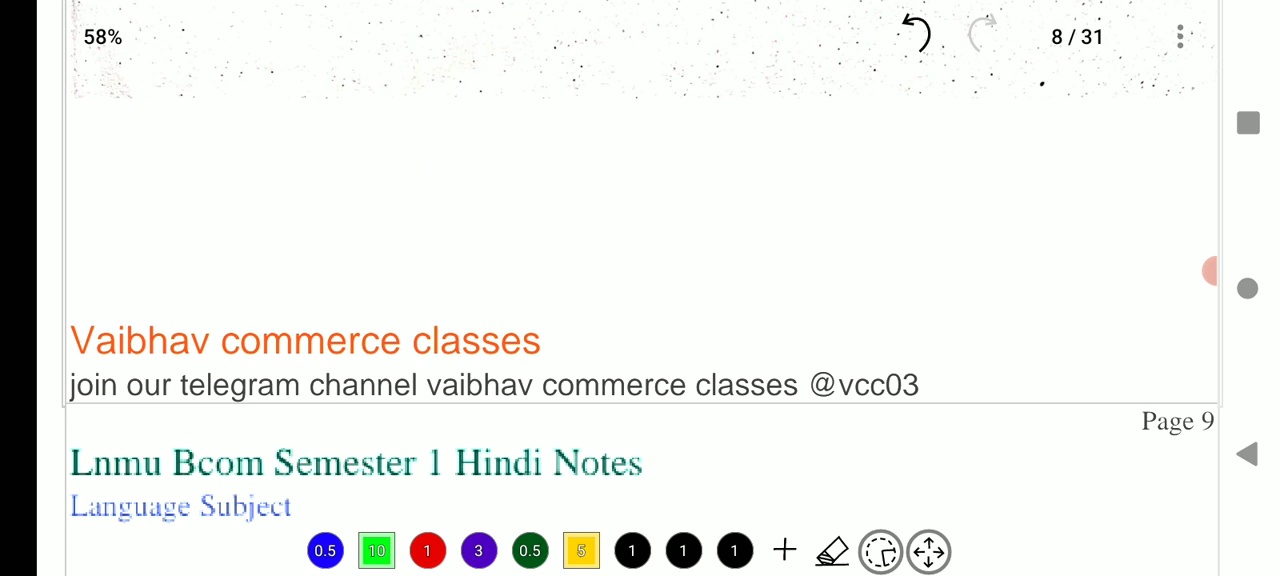 58%
8 / 31
Vaibhav commerce classes
join our telegram channel vaibhav commerce classes @vcc03
Page 9
Lnmu Bcom Semester 1 Hindi Notes
Language Subject
0.5 10 1 3 0.5 5 1 1 1